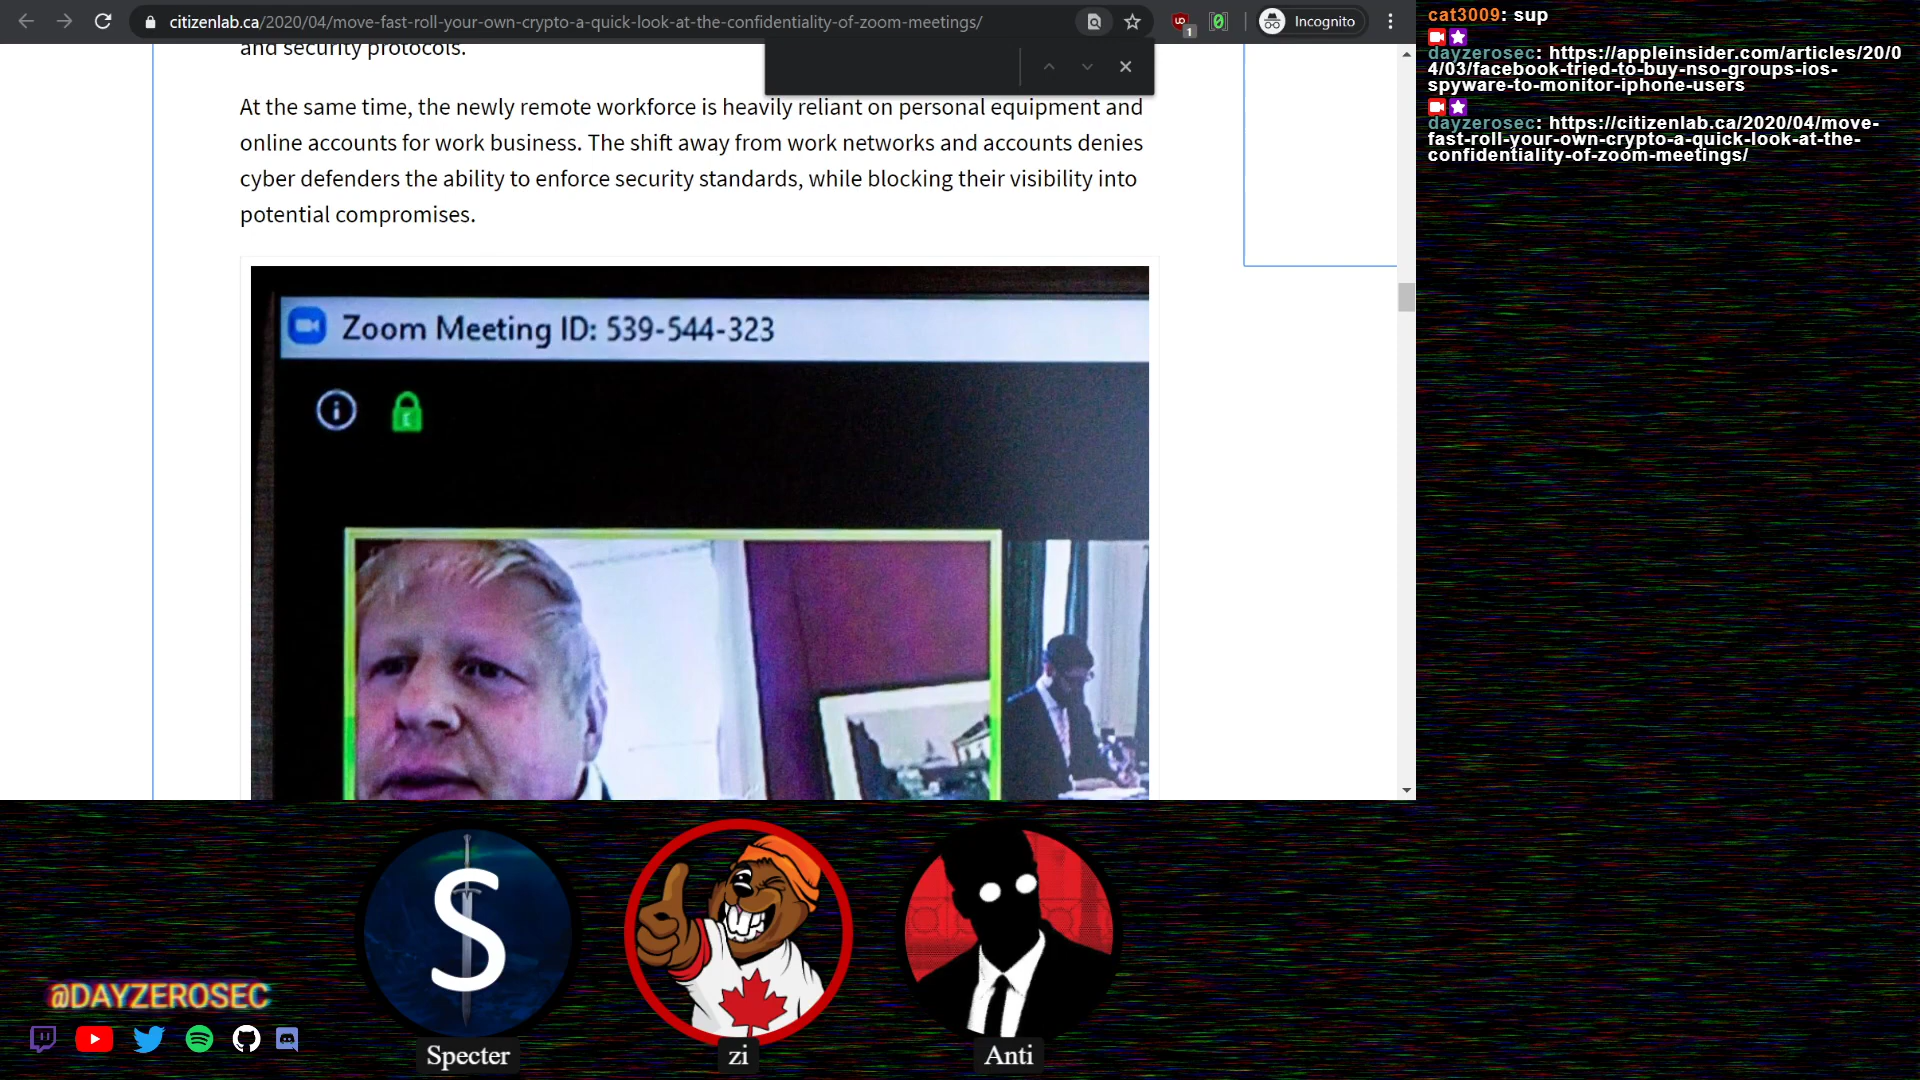 citizenlab.ca/2020/04/move-fast-roll-your-own-crypto-a-quick-look-at-the-confidentiality-of-zoom-meetings/
1
Incognito
and security protocols.
At the same time, the newly remote workforce is heavily reliant on personal equipment and
online accounts for work business. The shift away from work networks and accounts denies
cyber defenders the ability to enforce security standards, while blocking their visibility into
potential compromises.
Zoom Meeting ID: 539-544-323
cat3009: sup
dayzerosec: https://appleinsider.com/articles/20/0
4/03/facebook-tried-to-buy-nso-groups-ios-
spyware-to-monitor-iphone-users
dayzerosec: https://citizenlab.ca/2020/04/move-
fast-roll-your-own-crypto-a-quick-look-at-the-
confidentiality-of-zoom-meetings/
S
@DAYZEROSEC
Specter
zi
Anti